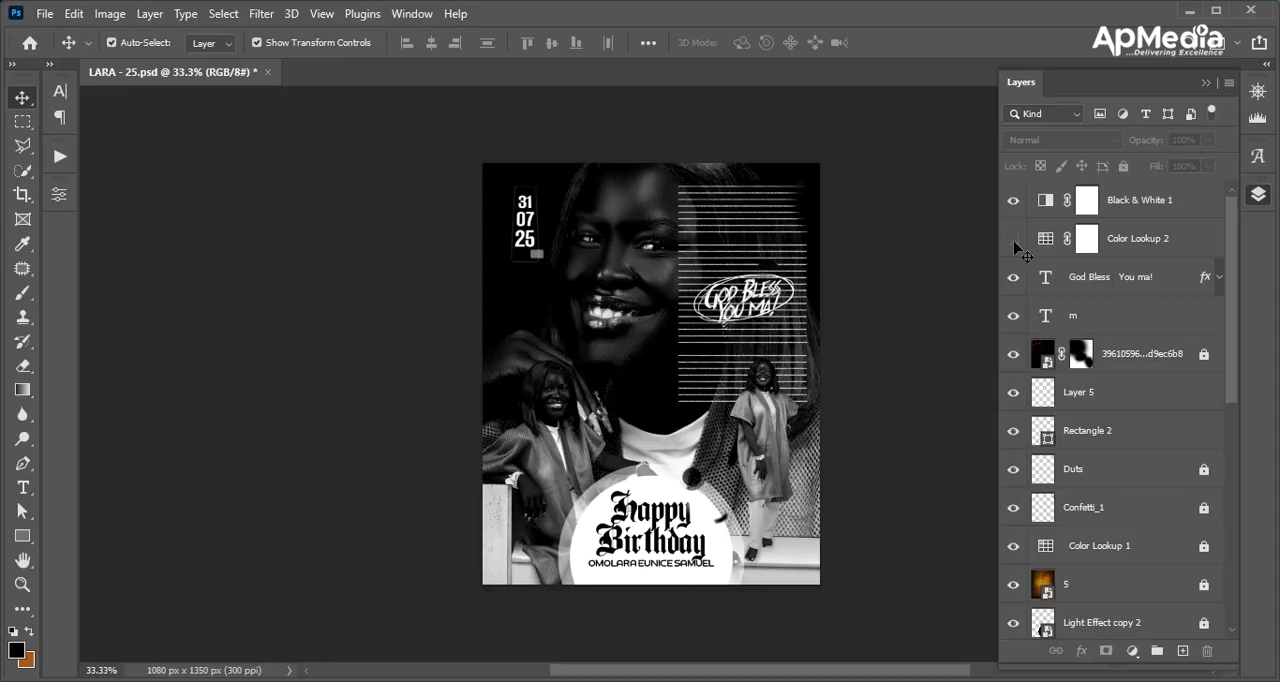 Ps File Edit Image Layer Type Select Filter 3D View Plugins Window Help
ApMedia
...Delivering Excellence
Auto-Select: Layer Show Transform Controls 3D Mode:
LARA - 25.psd @ 33.3% (RGB/8#) * ×
Layers
Kind
Normal Opacity: 100%
Lock: Fill: 100%
Black & White 1
Color Lookup 2
God Bless You ma! fx
m
39610596...d9ec6b8
Layer 5
Rectangle 2
Duts
Confetti_1
Color Lookup 1
5
Light Effect copy 2
31
07
25
GOD BLESS
YOU MA!
Happy
Birthday
OMOLARA EUNICE SAMUEL
33.33% 1080 px x 1350 px (300 ppi)